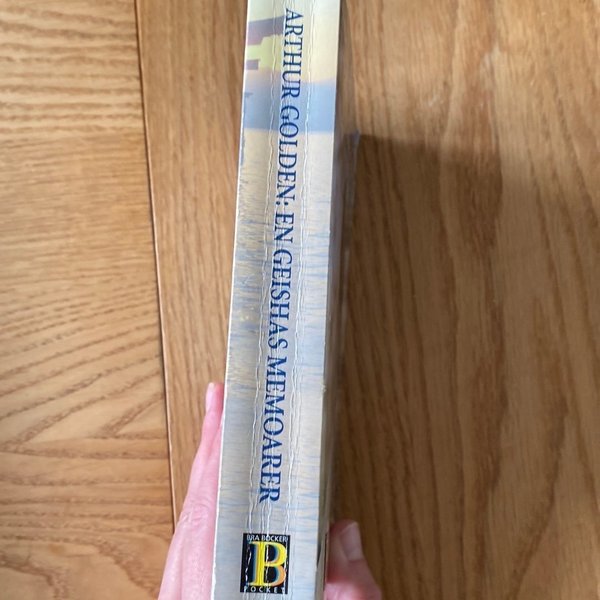 ARTHUR GOLDEN: EN GEISHAS MEMOARER
BRA BÖCKER
B
POCKET